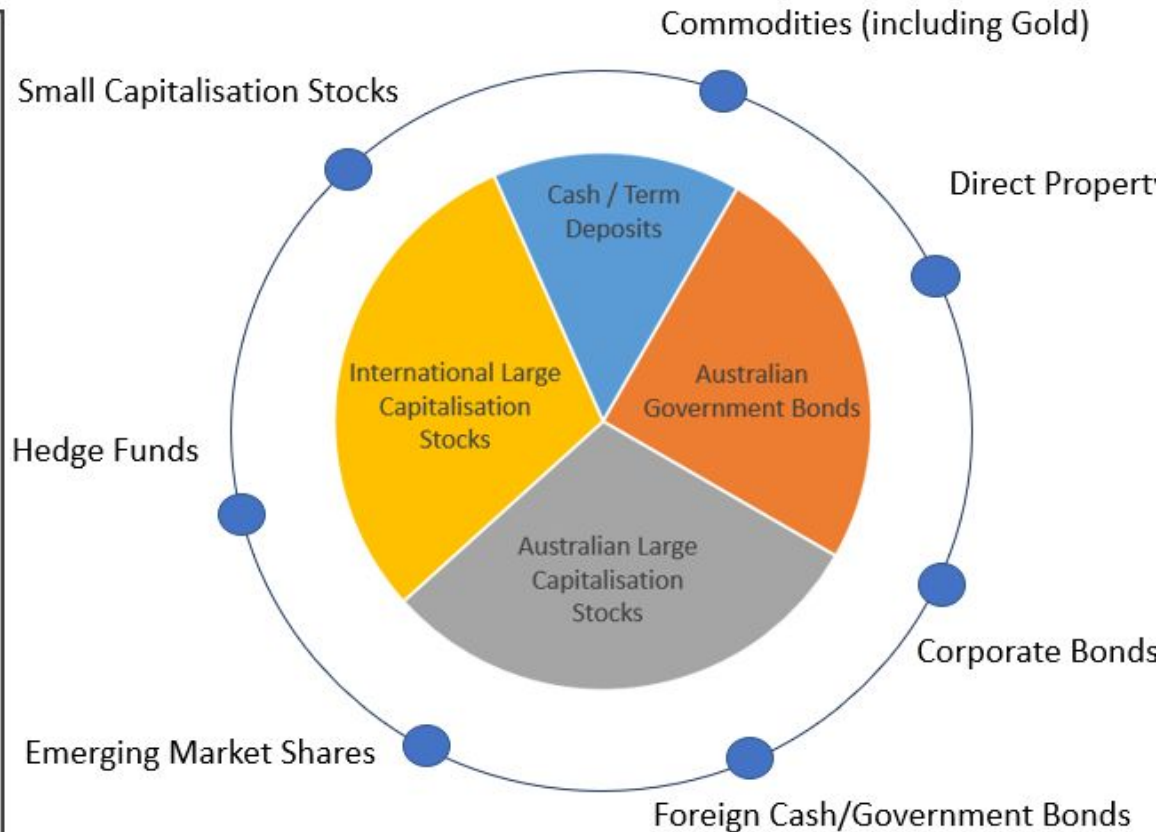 Commodities (including Gold)
Small Capitalisation Stocks
Direct Property
Cash / Term
Deposits
International Large
Capitalisation
Stocks
Australian
Government Bonds
Hedge Funds
Australian Large
Capitalisation
Stocks
Corporate Bonds
Emerging Market Shares
Foreign Cash/Government Bonds